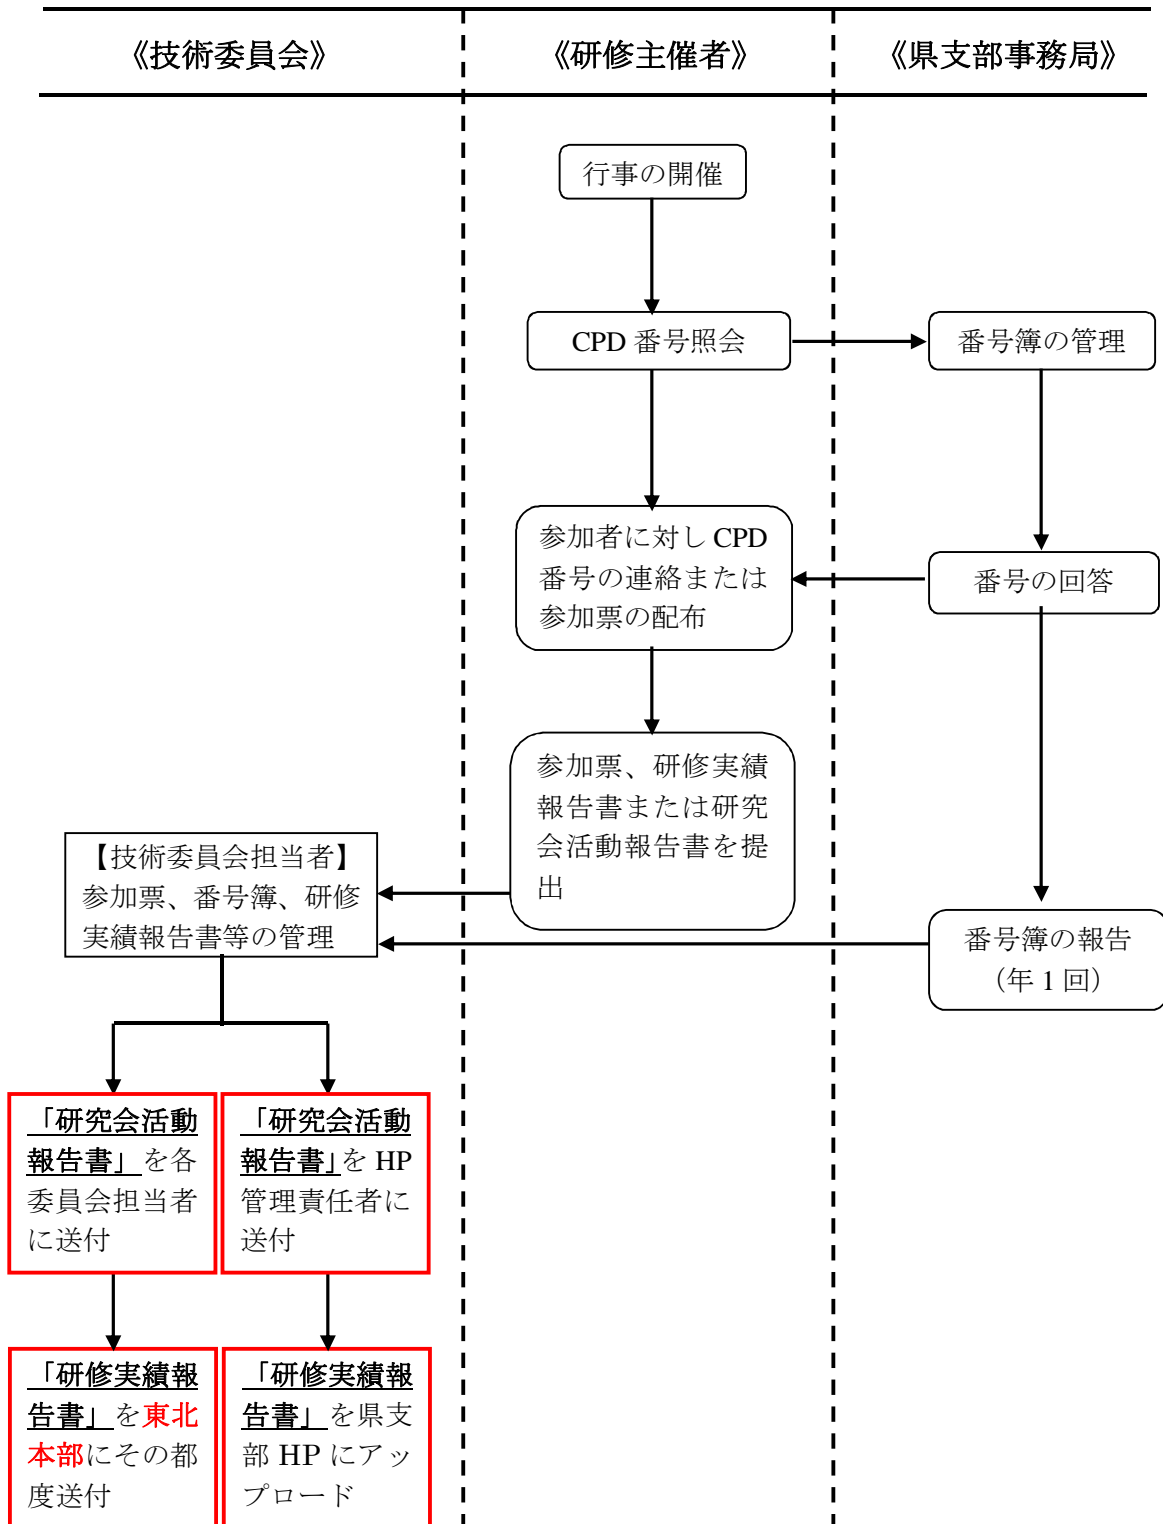 《技術委員会》
《研修主催者》
《県支部事務局》
行事の開催
CPD 番号照会
番号簿の管理
参加者に対し CPD
番号の連絡または
参加票の配布
番号の回答
参加票、研修実績
報告書または研究
会活動報告書を提
出
【技術委員会担当者】
参加票、番号簿、研修
実績報告書等の管理
番号簿の報告
（年 1 回）
「研究会活動
報告書」を各
委員会担当者
に送付
「研究会活動
報告書」を HP
管理責任者に
送付
「研修実績報
告書」を東北
本部にその都
度送付
「研修実績報
告書」を県支
部 HP にアッ
プロード